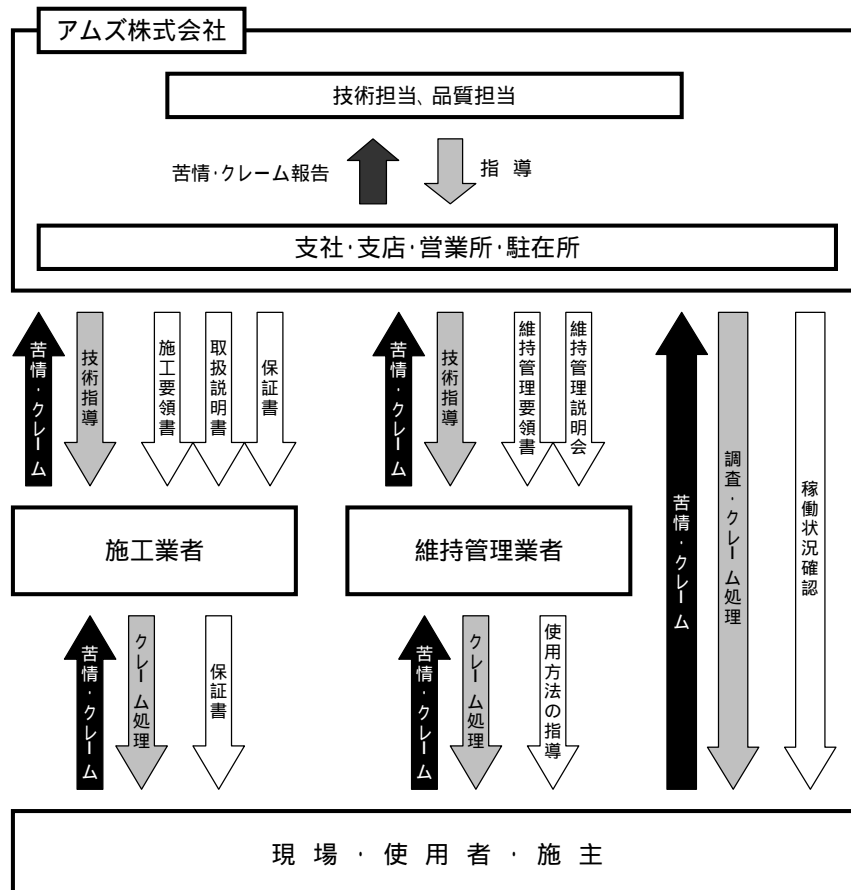 アムズ株式会社
技術担当、品質担当
苦情・クレーム報告
指 導
支社・支店・営業所・駐在所
苦情・クレーム
技術指導
施工要領書
取扱説明書
保証書
苦情・クレーム
技術指導
維持管理要領書
維持管理説明会
苦情・クレーム
調査・クレーム処理
稼働状況確認
施工業者
維持管理業者
苦情・クレーム
クレーム処理
保証書
苦情・クレーム
クレーム処理
使用方法の指導
現 場 ・ 使 用 者 ・ 施 主